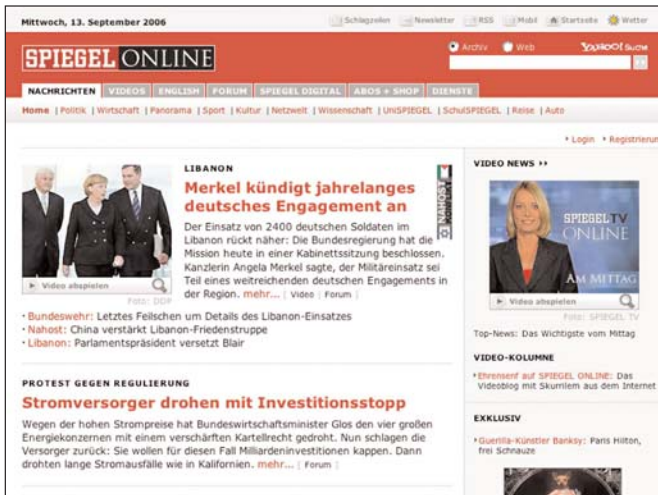 Mittwoch, 13. September 2006
Schlagzeilen Newsletter RSS Mobil Startseite Wetter
SPIEGEL ONLINE
Archiv Web YAHOO! Suche
NACHRICHTEN VIDEOS ENGLISH FORUM SPIEGEL DIGITAL ABOS + SHOP DIENSTE
Home | Politik | Wirtschaft | Panorama | Sport | Kultur | Netzwelt | Wissenschaft | UniSPIEGEL | SchulSPIEGEL | Reise | Auto
Login Registrierun
LIBANON
Merkel kündigt jahrelanges
deutsches Engagement an
NAHOST
Der Einsatz von 2400 deutschen Soldaten im
Libanon rückt näher: Die Bundesregierung hat die
Mission heute in einer Kabinettssitzung beschlossen.
Kanzlerin Angela Merkel sagte, der Militäreinsatz sei
Teil eines weitreichenden deutschen Engagements in
der Region. mehr... [ Video | Forum ]
Video abspielen
Foto: DDP
· Bundeswehr: Letztes Feilschen um Details des Libanon-Einsatzes
· Nahost: China verstärkt Libanon-Friedenstruppe
· Libanon: Parlamentspräsident versetzt Blair
PROTEST GEGEN REGULIERUNG
Stromversorger drohen mit Investitionsstopp
Wegen der hohen Strompreise hat Bundeswirtschaftsminister Glos den vier großen
Energiekonzernen mit einem verschärften Kartellrecht gedroht. Nun schlagen die
Versorger zurück: Sie wollen für diesen Fall Milliardeninvestitionen kappen. Dann
drohten lange Stromausfälle wie in Kalifornien. mehr... [ Forum ]
VIDEO NEWS
SPIEGEL TV
ONLINE
AM MITTAG
Video abspielen
Foto: SPIEGEL TV
Top-News: Das Wichtigste vom Mittag
VIDEO-KOLUMNE
Ehrensenf auf SPIEGEL ONLINE: Das
Videoblog mit Skurrilem aus dem Internet
EXKLUSIV
Guerilla-Künstler Banksy: Paris Hilton,
frei Schnauze